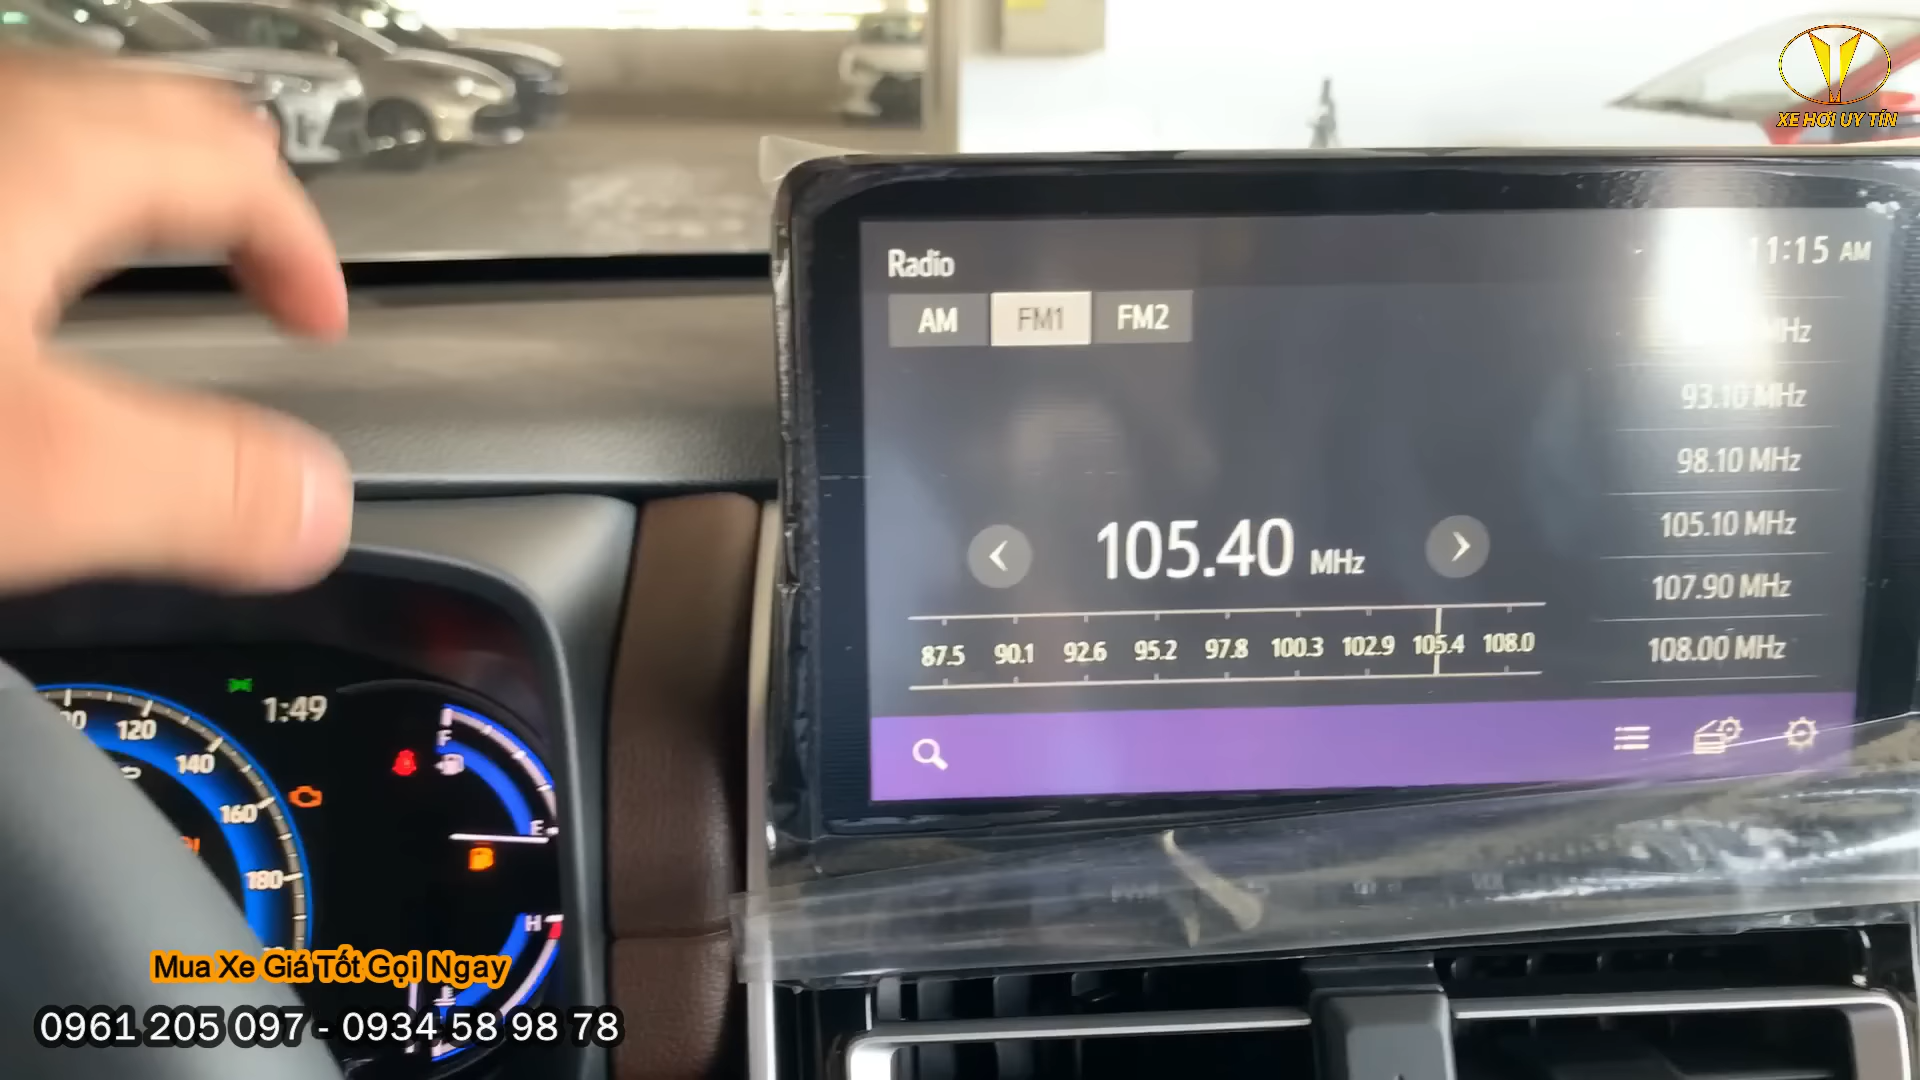 XE HƠI UY TÍN
Radio
11:15 AM
AM FM1 FM2
MHz
93.10 MHz
98.10 MHz
105.10 MHz
107.90 MHz
108.00 MHz
105.40 MHz
87.5 90.1 92.6 95.2 97.8 100.3 102.9 105.4 108.0
1:49
120
140
160
180
F
E
H
Mua Xe Giá Tốt Gọi Ngay
0961 205 097 - 0934 58 98 78